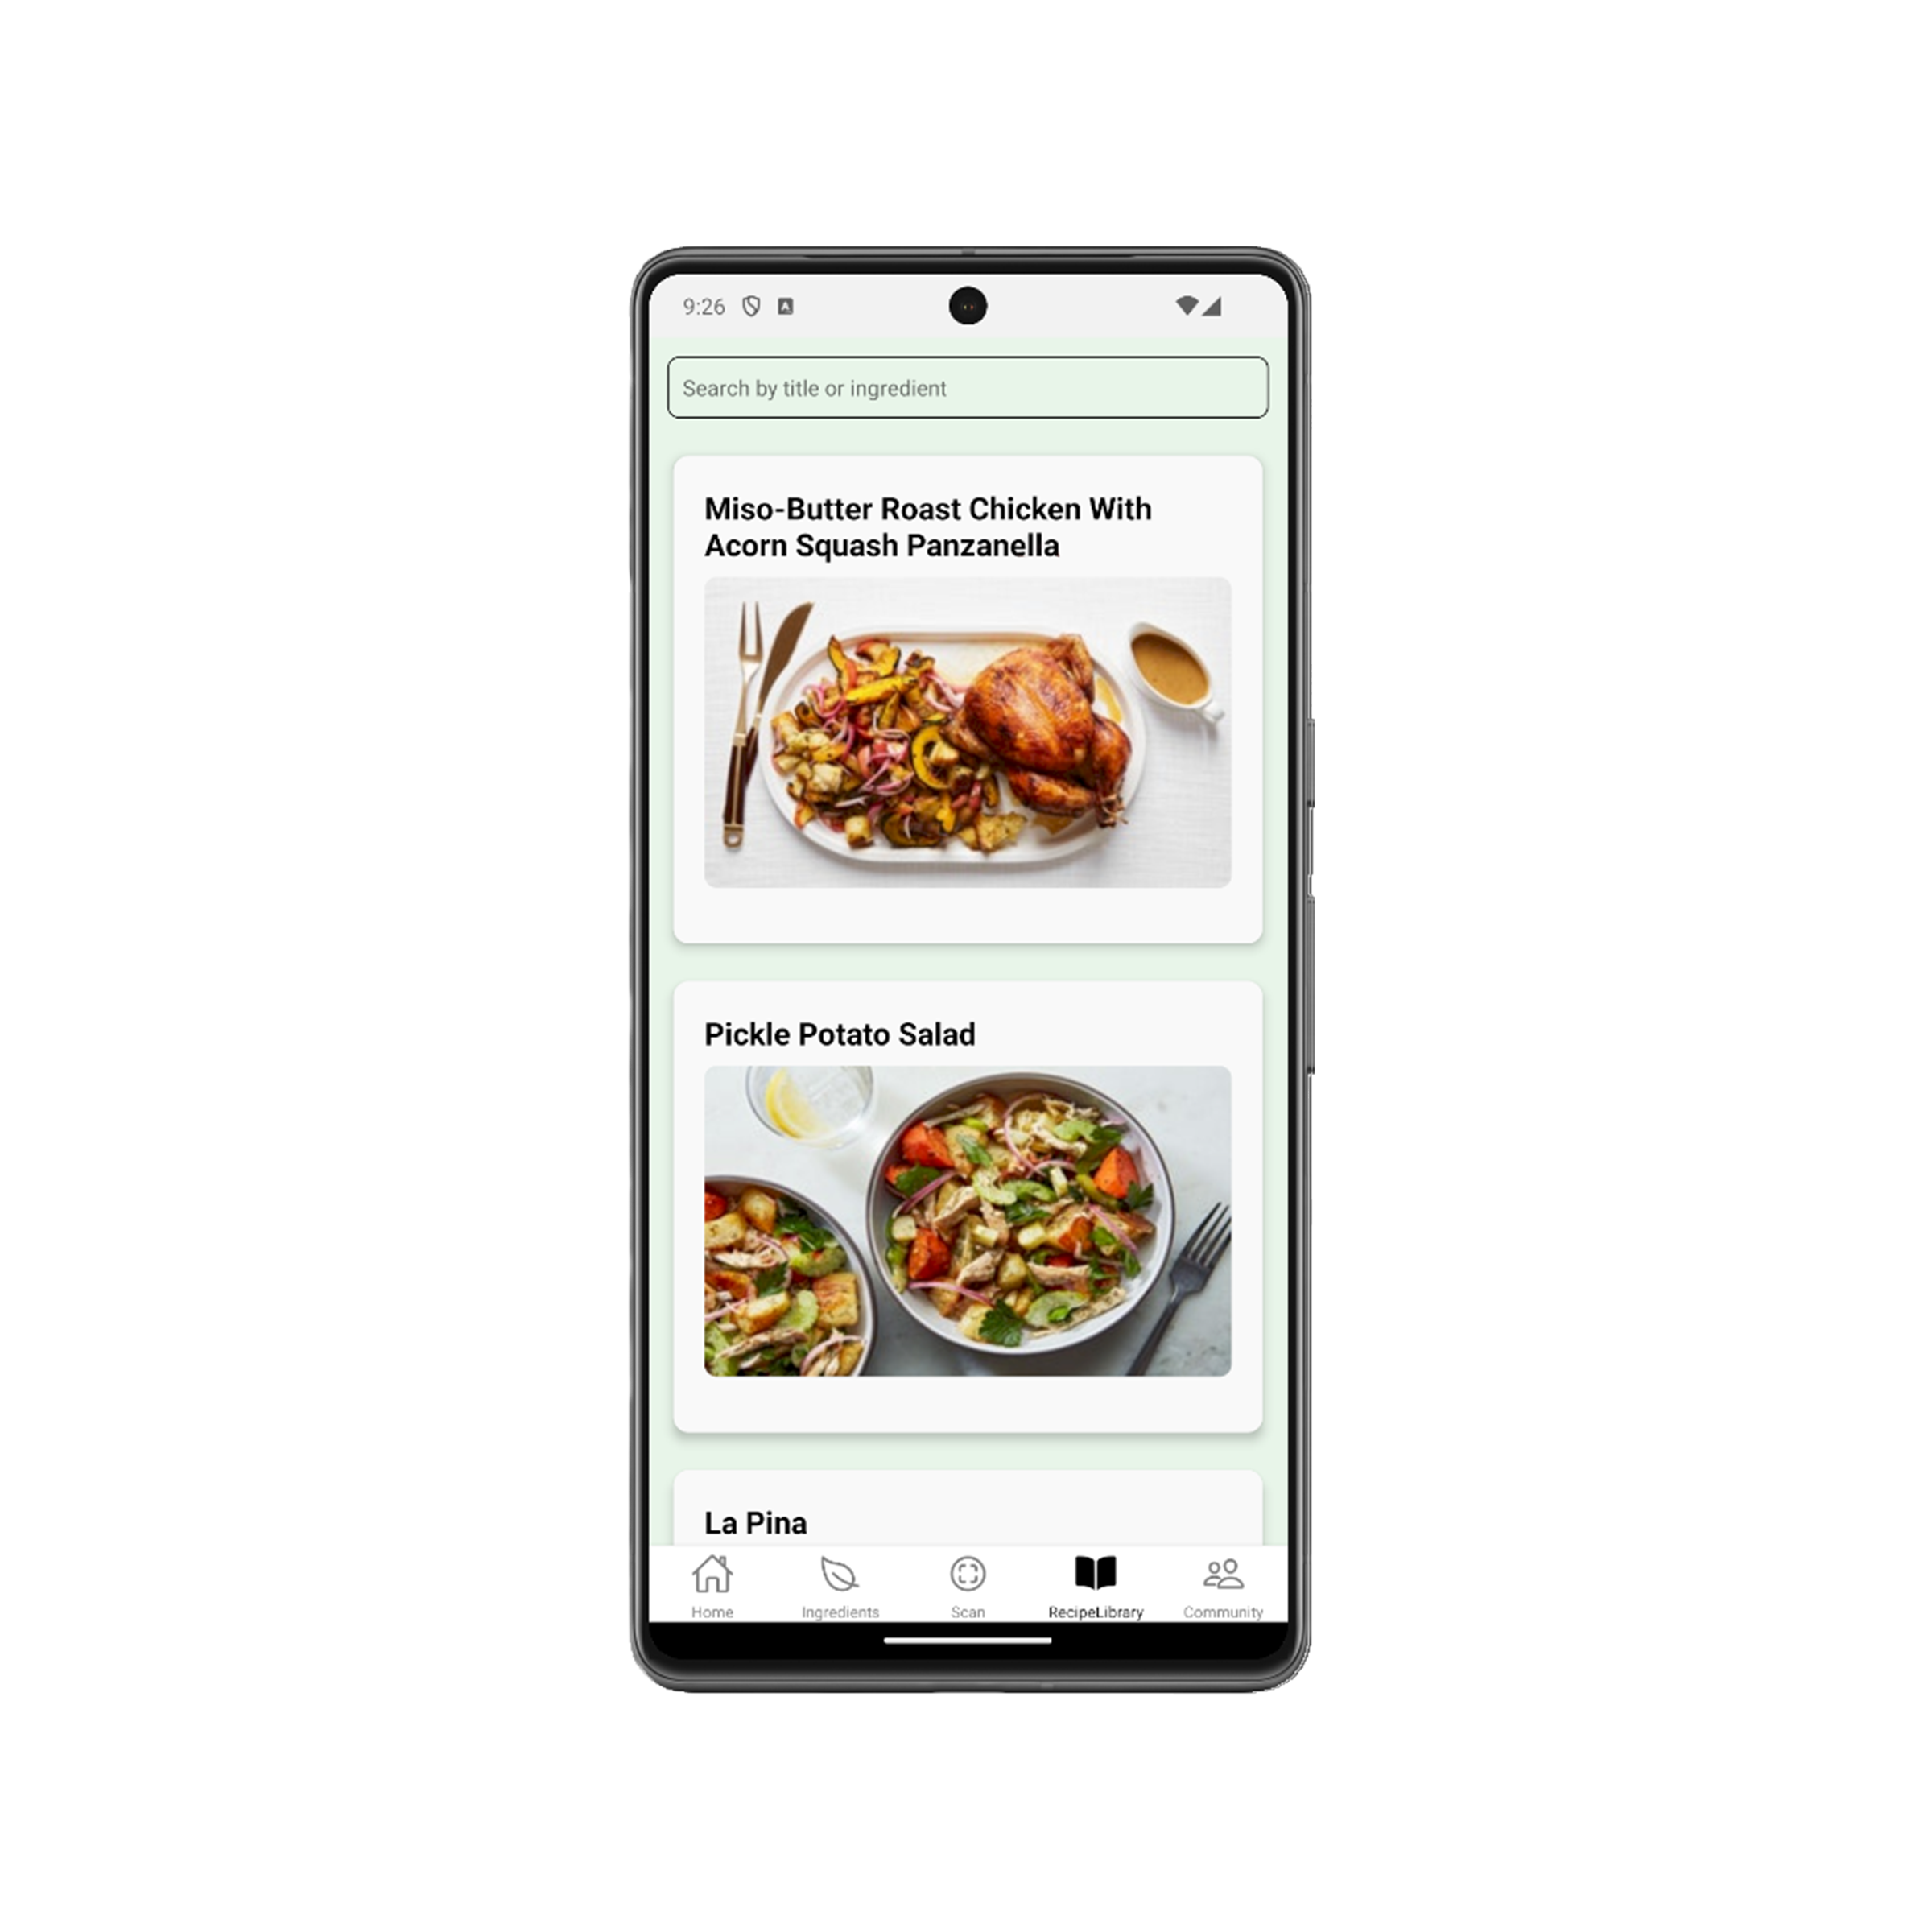 9:26
Search by title or ingredient
Miso-Butter Roast Chicken With
Acorn Squash Panzanella
Pickle Potato Salad
La Pina
Home Ingredients Scan RecipeLibrary Community